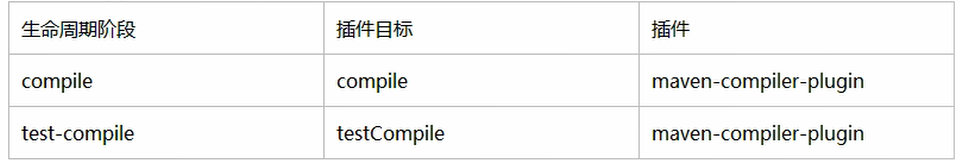 生命周期阶段 插件目标 插件
compile compile maven-compiler-plugin
test-compile testCompile maven-compiler-plugin